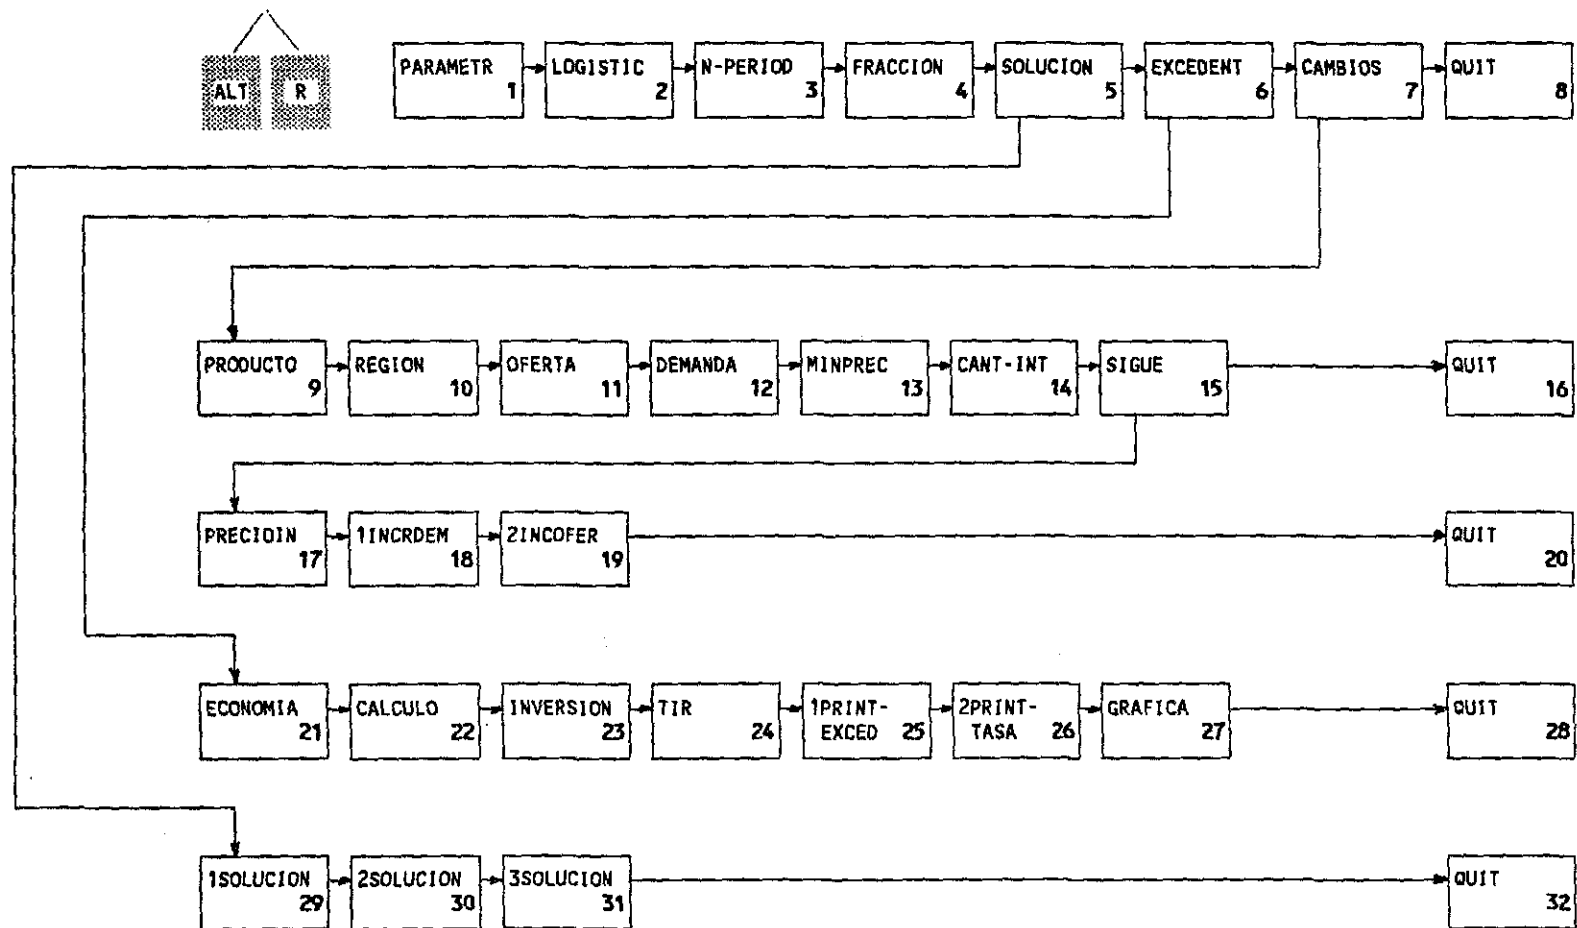 ALT R
PARAMETR 1
LOGISTIC 2
N-PERIOD 3
FRACCION 4
SOLUCION 5
EXCEDENT 6
CAMBIOS 7
QUIT 8
PRODUCTO 9
REGION 10
OFERTA 11
DEMANDA 12
MINPREC 13
CANT-INT 14
SIGUE 15
QUIT 16
PRECIOIN 17
1INCRDEM 18
2INCOFER 19
QUIT 20
ECONOMIA 21
CALCULO 22
INVERSION 23
TIR 24
1PRINT-
EXCED 25
2PRINT-
TASA 26
GRAFICA 27
QUIT 28
1SOLUCION 29
2SOLUCION 30
3SOLUCION 31
QUIT 32